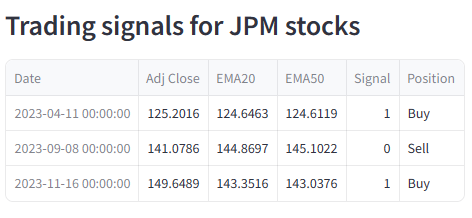 Trading signals for JPM stocks
Date Adj Close EMA20 EMA50 Signal Position
2023-04-11 00:00:00 125.2016 124.6463 124.6119 1 Buy
2023-09-08 00:00:00 141.0786 144.8697 145.1022 0 Sell
2023-11-16 00:00:00 149.6489 143.3516 143.0376 1 Buy